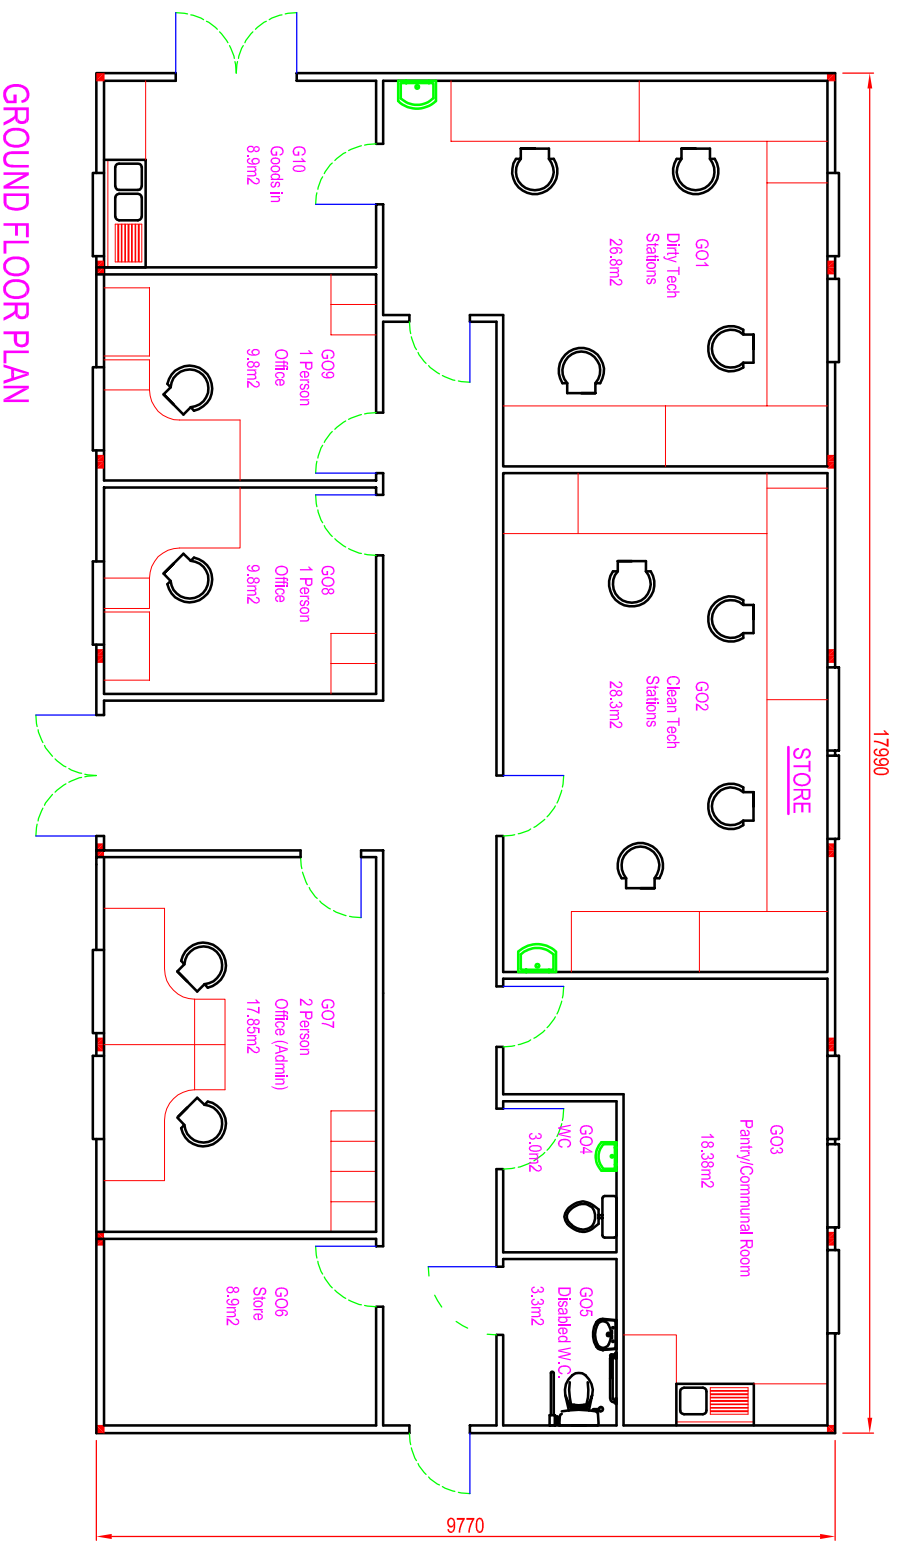 17990
G10
Goods in
8.9m2
GO1
Dirty Tech
Stations
26.8m2
GO9
1 Person
Office
9.8m2
GO8
1 Person
Office
9.8m2
GO2
Clean Tech
Stations
28.3m2
STORE
GO7
2 Person
Office (Admin)
17.85m2
GO3
Pantry/Communal Room
18.38m2
GO4
WC
3.0m2
GO5
Disabled W.C.
3.3m2
GO6
Store
8.9m2
9770
GROUND FLOOR PLAN